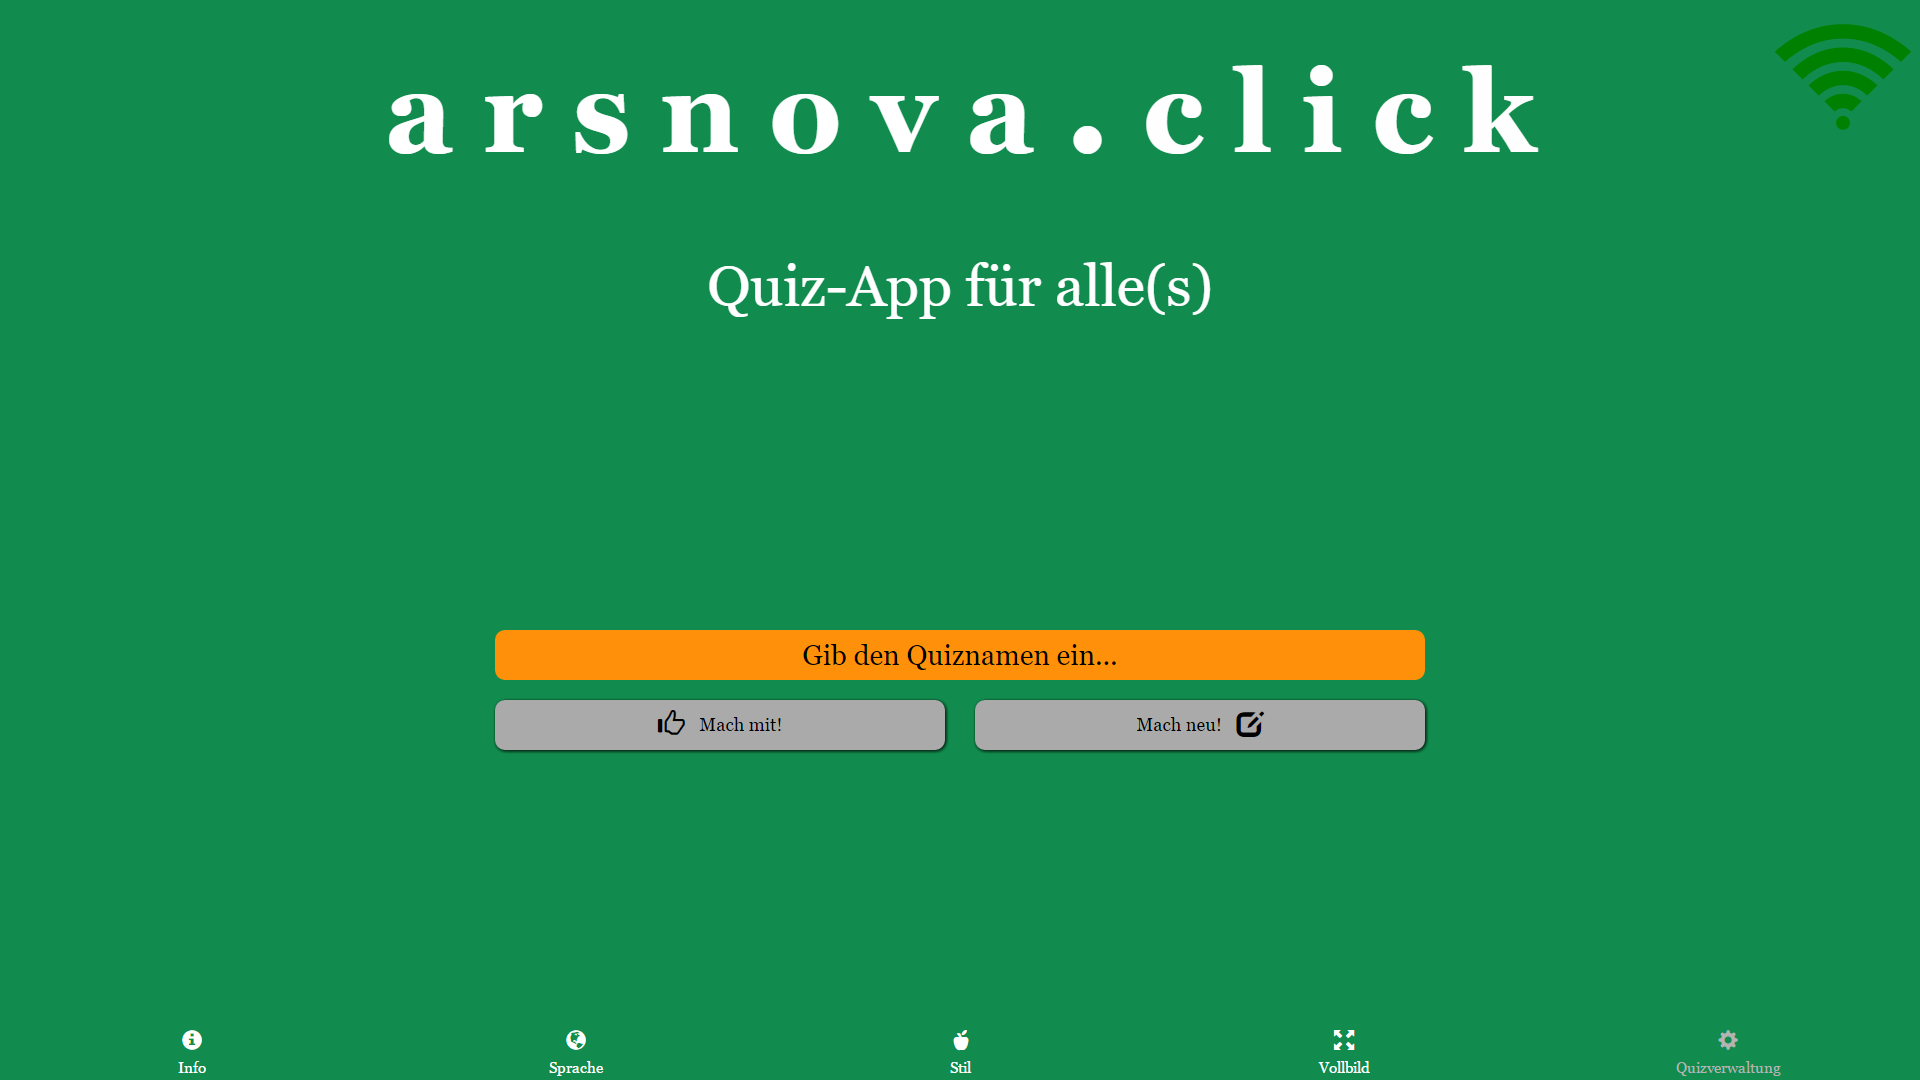 arsnova.click
Quiz-App für alle(s)
Gib den Quiznamen ein...
Mach mit!
Mach neu!
Info
Sprache
Stil
Vollbild
Quizverwaltung